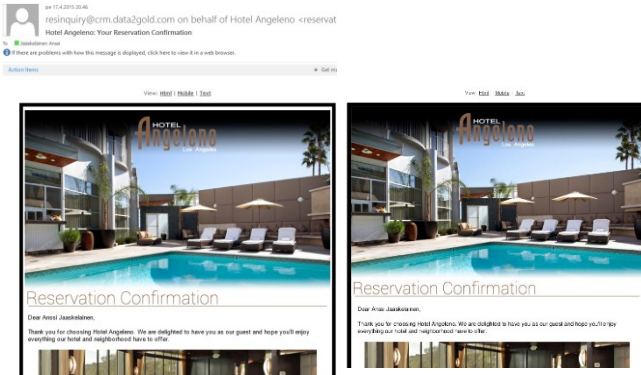 pe 17.4.2015 20.46
resinquiry@crm.data2gold.com on behalf of Hotel Angeleno <reservat
Hotel Angeleno: Your Reservation Confirmation
To Jaaskelainen Anssi
If there are problems with how this message is displayed, click here to view it in a web browser.
Action Items
View: Html | Mobile | Text
HOTEL
Angeleno
Los Angeles
Reservation Confirmation
Dear Anssi Jaaskelainen,
Thank you for choosing Hotel Angeleno. We are delighted to have you as our guest and hope you'll enjoy
everything our hotel and neighborhood have to offer.
View: Html Mobile Text
HOTEL
Angeleno
Los Angeles
Reservation Confirmation
Dear Anssi Jaaskelainen,
Thank you for choosing Hotel Angeleno. We are delighted to have you as our guest and hope you'll enjoy
everything our hotel and neighborhood have to offer.